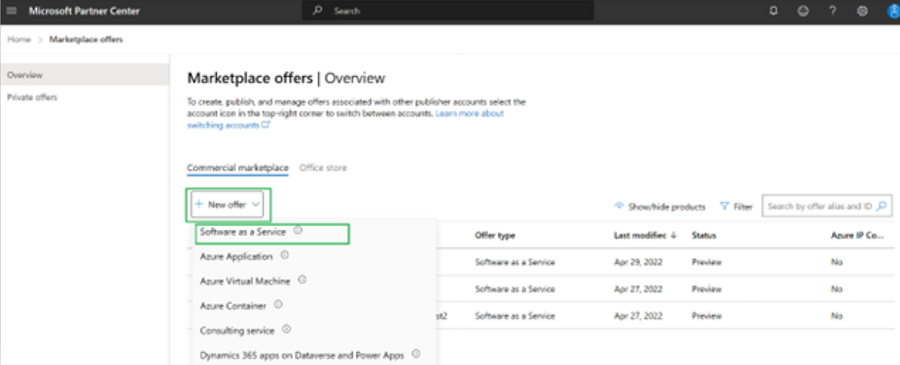 Microsoft Partner Center
Search
Home > Marketplace offers
Overview
Private offers
Marketplace offers | Overview
To create, publish, and manage offers associated with other publisher accounts select the
account icon in the top-right corner to switch between accounts. Learn more about
switching accounts
Commercial marketplace Office store
+ New offer
Show/hide products Filter Search by offer alias and ID
Offer type Last modified ↓ Status Azure IP Co...
Software as a Service
Azure Application
Azure Virtual Machine
Azure Container
Consulting service
Dynamics 365 apps on Dataverse and Power Apps
Software as a Service Apr 29, 2022 Preview No
Software as a Service Apr 27, 2022 Preview No
st2 Software as a Service Apr 27, 2022 Preview No